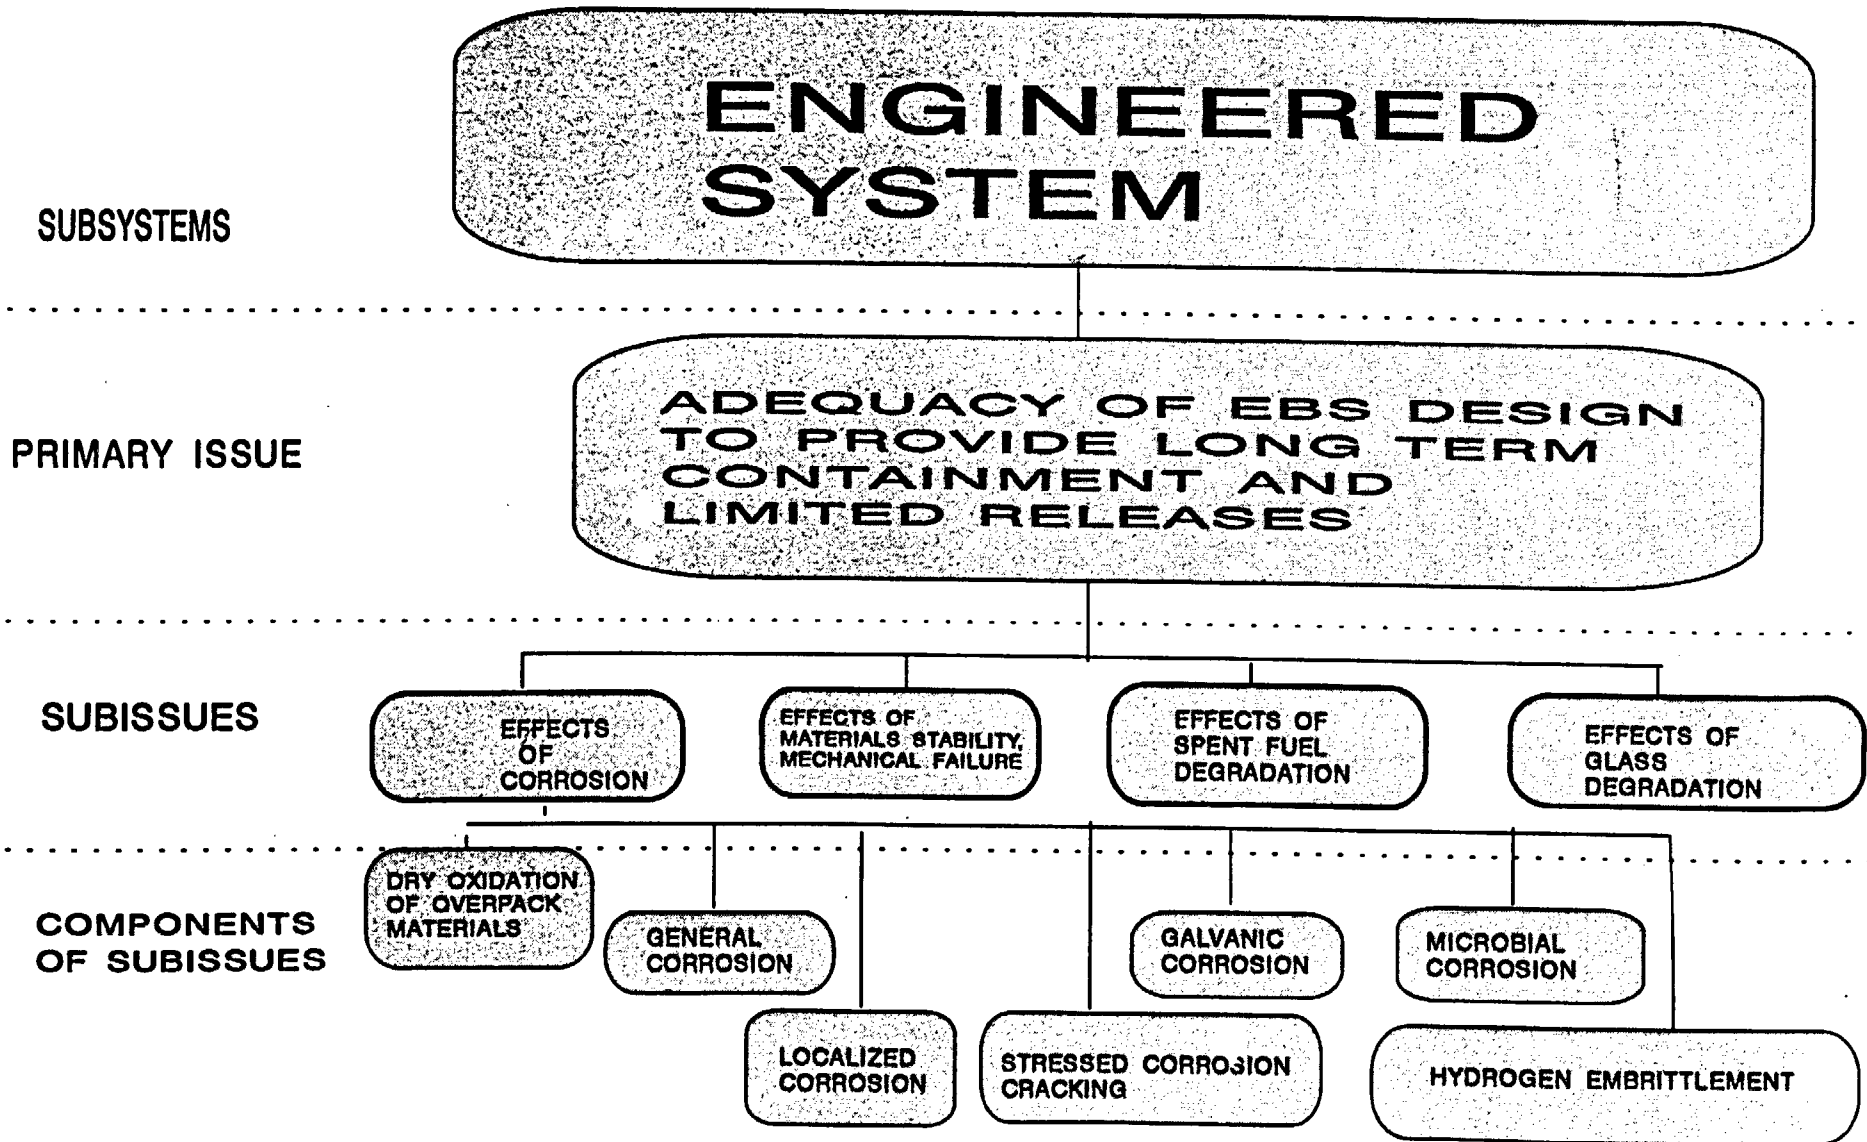 ENGINEERED
SYSTEM
SUBSYSTEMS
PRIMARY ISSUE
ADEQUACY OF EBS DESIGN
TO PROVIDE LONG TERM
CONTAINMENT AND
LIMITED RELEASES
SUBISSUES
EFFECTS
OF
CORROSION
EFFECTS OF
MATERIALS STABILITY,
MECHANICAL FAILURE
EFFECTS OF
SPENT FUEL
DEGRADATION
EFFECTS OF
GLASS
DEGRADATION
COMPONENTS
OF SUBISSUES
DRY OXIDATION
OF OVERPACK
MATERIALS
GENERAL
CORROSION
LOCALIZED
CORROSION
STRESSED CORROSION
CRACKING
GALVANIC
CORROSION
MICROBIAL
CORROSION
HYDROGEN EMBRITTLEMENT